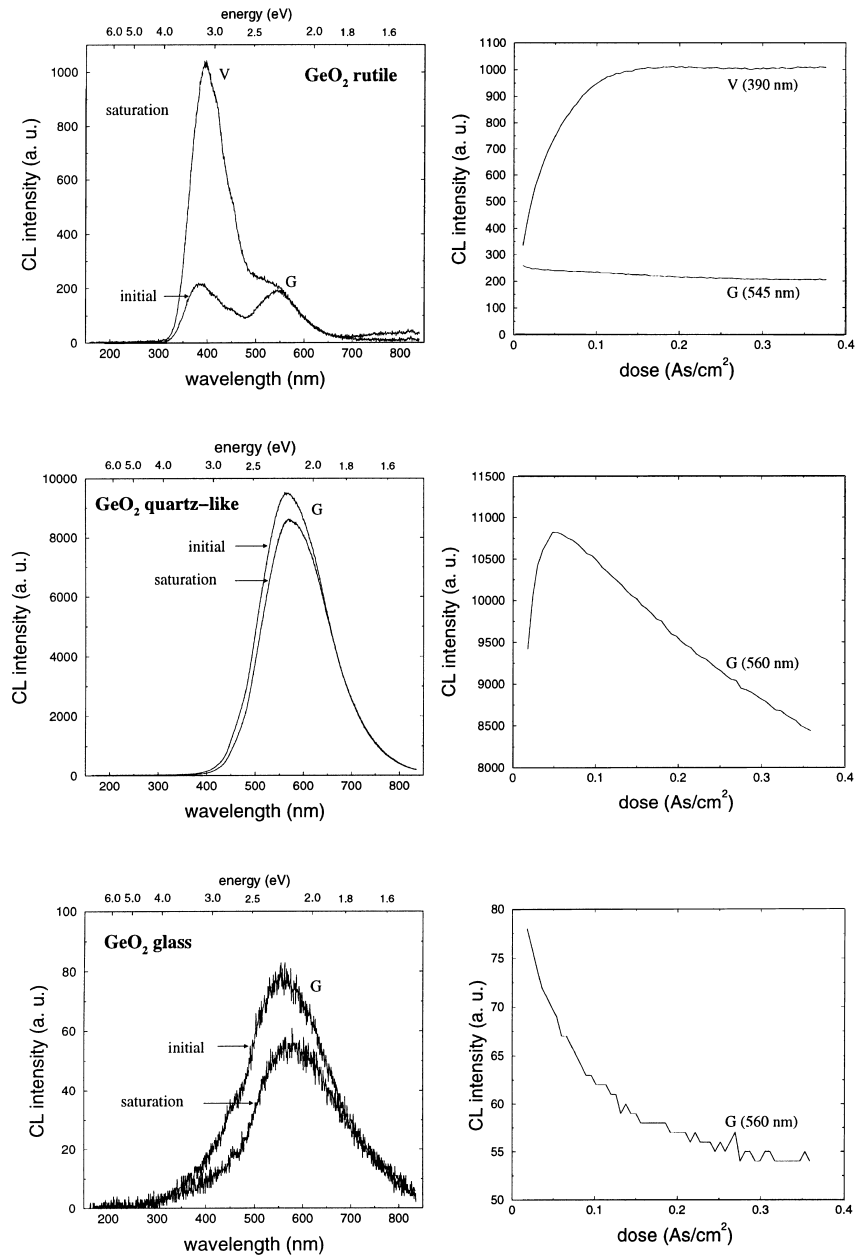 energy (eV)
6.0 5.0 4.0 3.0 2.5 2.0 1.8 1.6
1000
800
600
400
200
0
CL intensity (a. u.)
GeO2 rutile
V
saturation
initial
G
200 300 400 500 600 700 800
wavelength (nm)
1100
1000
900
800
700
600
500
400
300
200
100
0
CL intensity (a. u.)
V (390 nm)
G (545 nm)
0 0.1 0.2 0.3 0.4
dose (As/cm2)
energy (eV)
6.0 5.0 4.0 3.0 2.5 2.0 1.8 1.6
10000
8000
6000
4000
2000
0
CL intensity (a. u.)
GeO2 quartz-like
G
initial
saturation
200 300 400 500 600 700 800
wavelength (nm)
11500
11000
10500
10000
9500
9000
8500
8000
CL intensity (a. u.)
G (560 nm)
0 0.1 0.2 0.3 0.4
dose (As/cm2)
energy (eV)
6.0 5.0 4.0 3.0 2.5 2.0 1.8 1.6
100
80
60
40
20
0
CL intensity (a. u.)
GeO2 glass
G
initial
saturation
200 300 400 500 600 700 800
wavelength (nm)
80
75
70
65
60
55
50
CL intensity (a. u.)
G (560 nm)
0 0.1 0.2 0.3 0.4
dose (As/cm2)